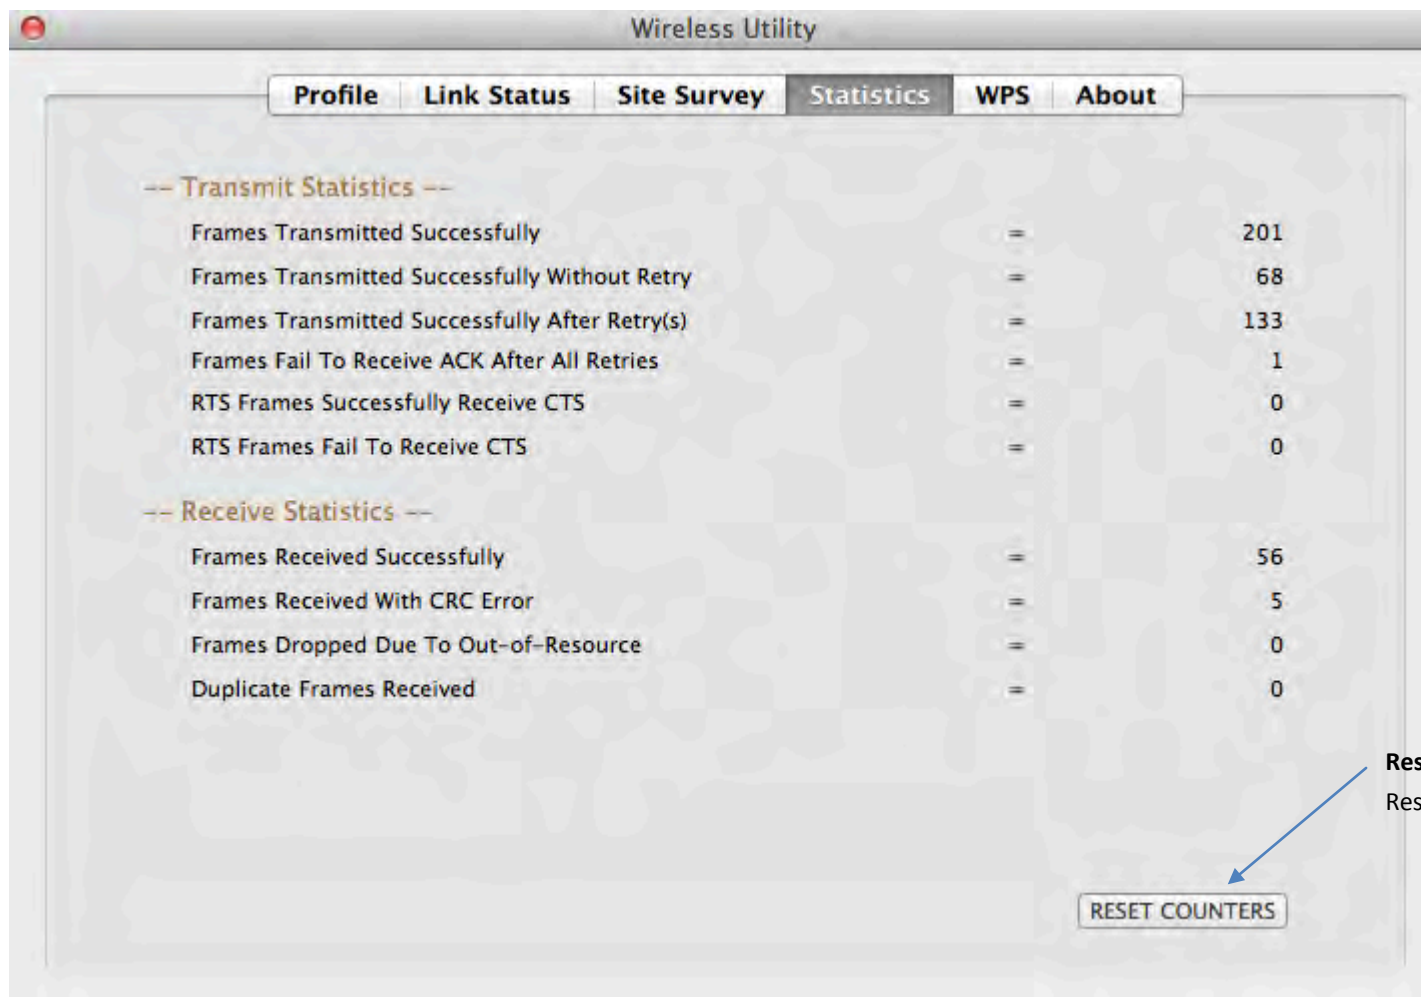 Wireless Utility
Profile Link Status Site Survey Statistics WPS About
-- Transmit Statistics --
Frames Transmitted Successfully = 201
Frames Transmitted Successfully Without Retry = 68
Frames Transmitted Successfully After Retry(s) = 133
Frames Fail To Receive ACK After All Retries = 1
RTS Frames Successfully Receive CTS = 0
RTS Frames Fail To Receive CTS = 0
-- Receive Statistics --
Frames Received Successfully = 56
Frames Received With CRC Error = 5
Frames Dropped Due To Out-of-Resource = 0
Duplicate Frames Received = 0
Res
Res
RESET COUNTERS